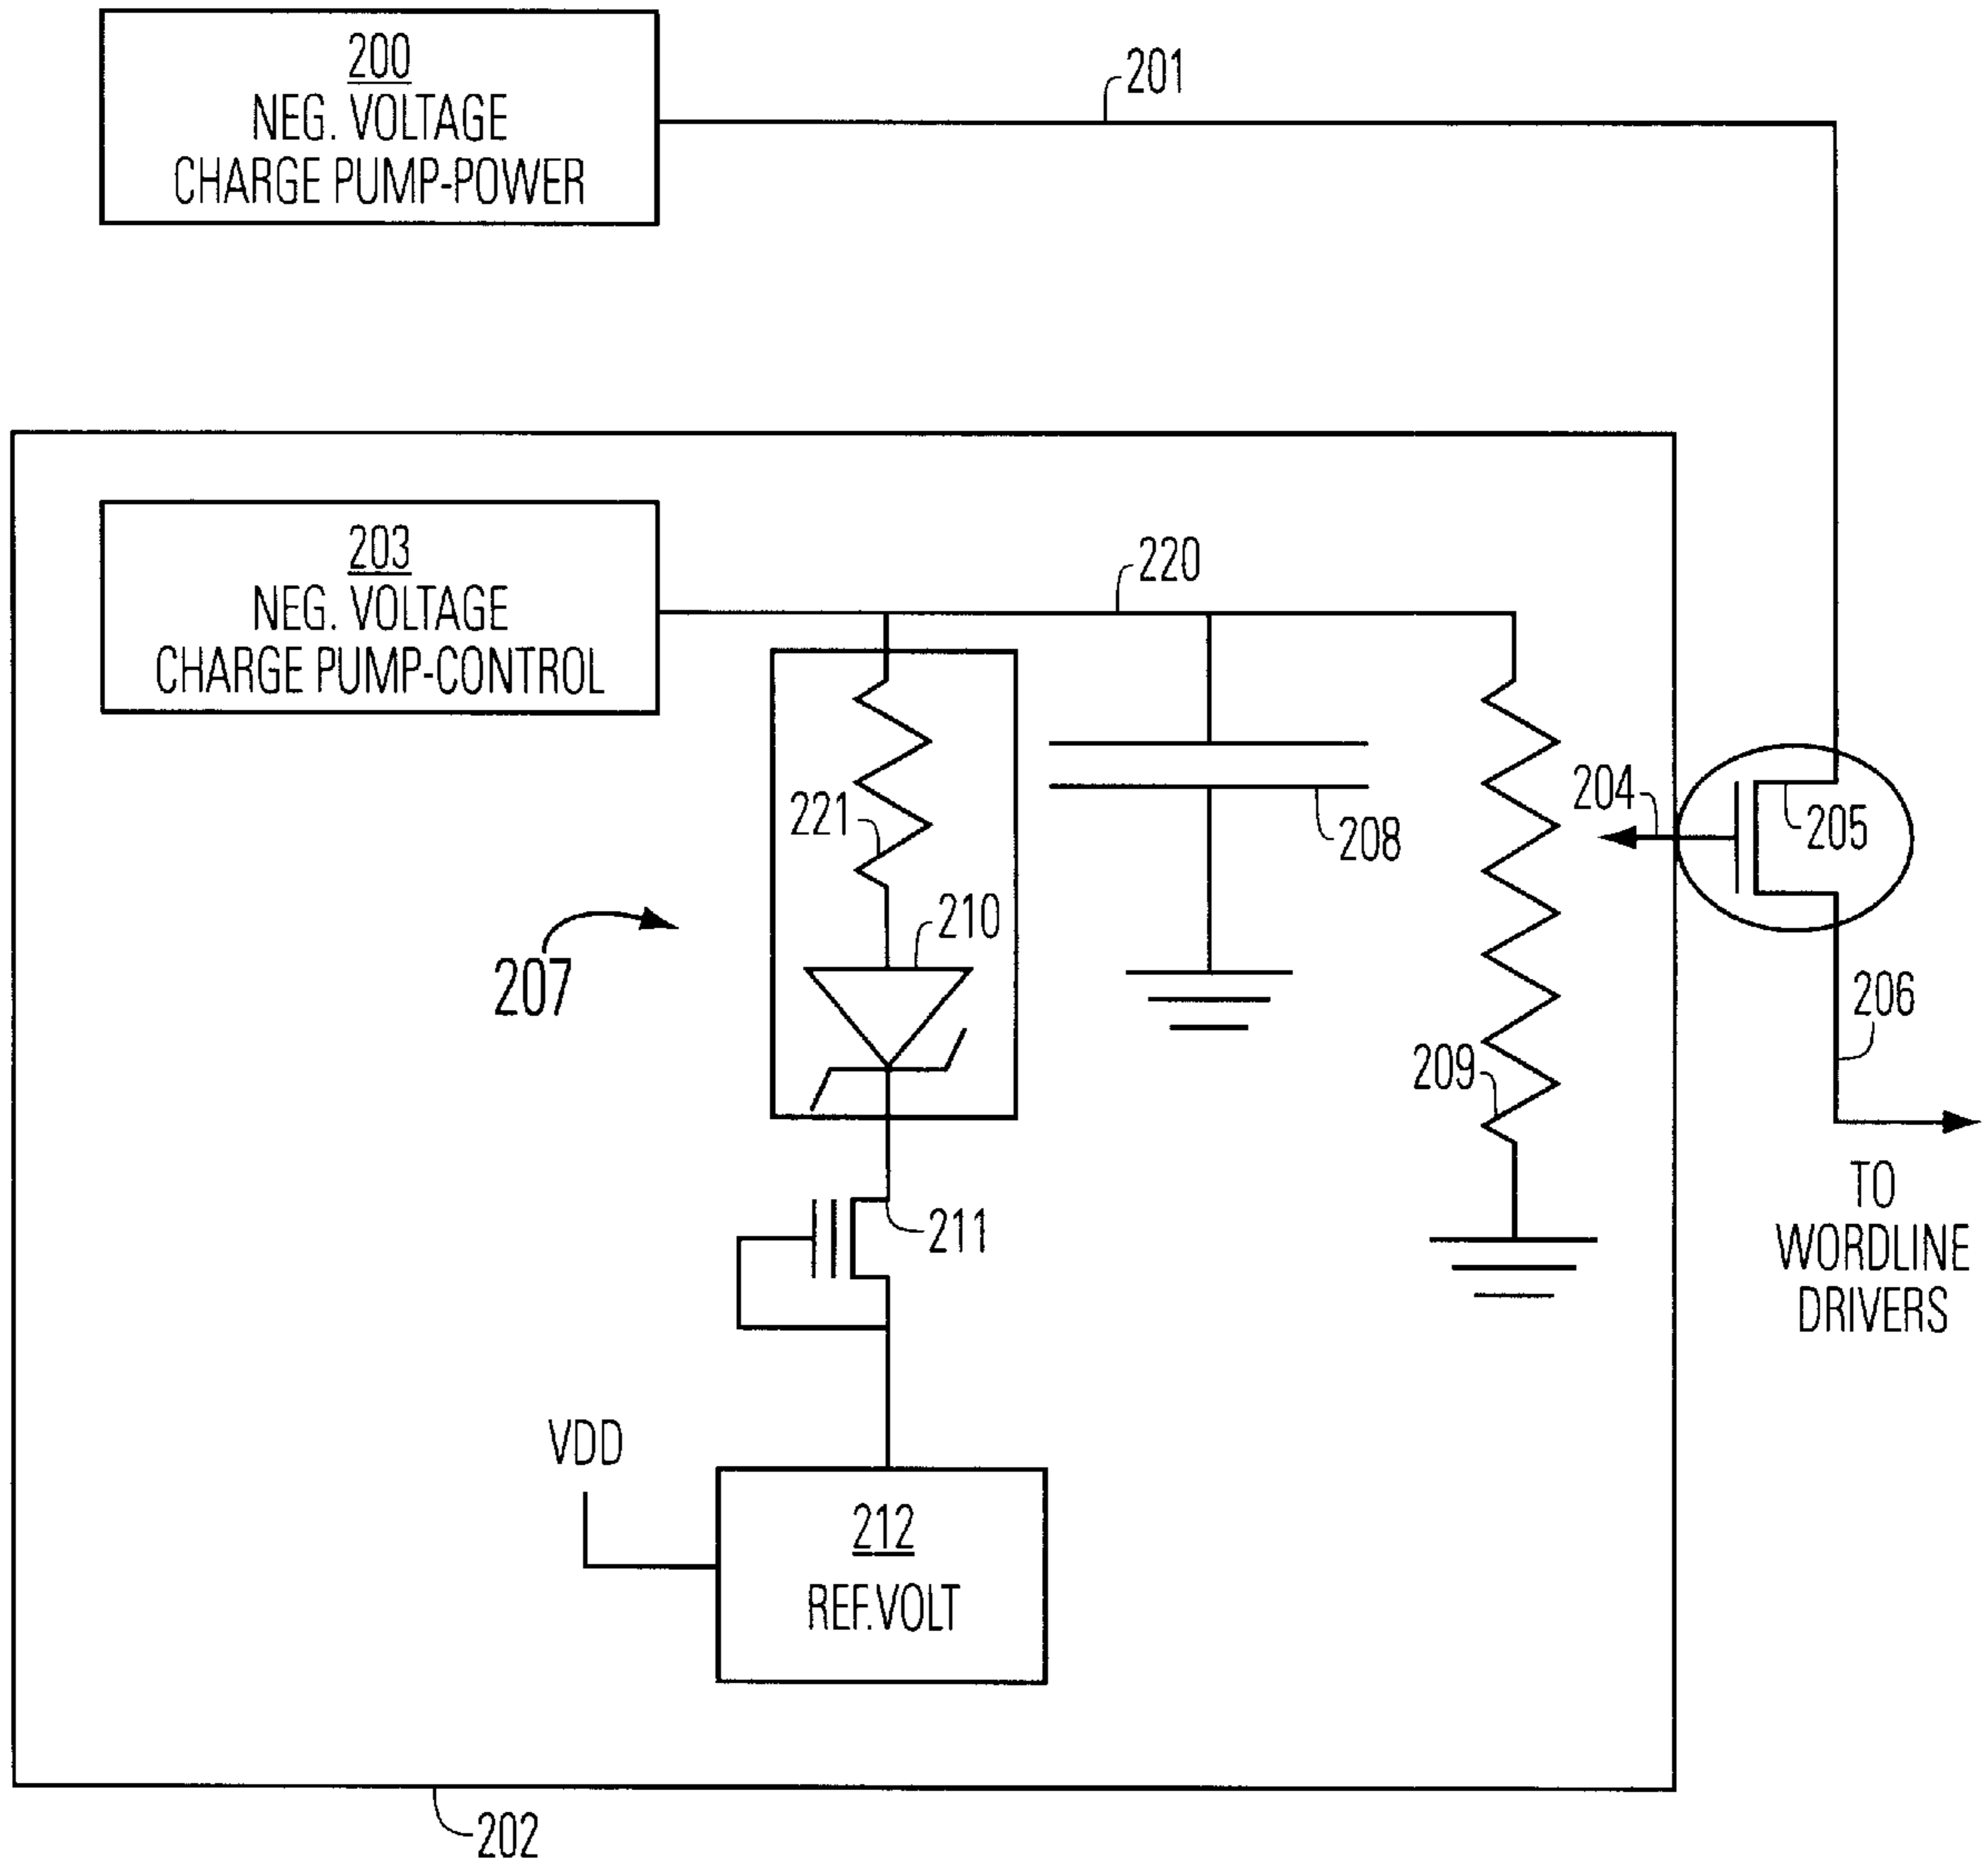 200
NEG. VOLTAGE
CHARGE PUMP-POWER
201
203
NEG. VOLTAGE
CHARGE PUMP-CONTROL
220
221
208
204
205
210
207
206
209
211
TO
WORDLINE
DRIVERS
VDD
212
REF.VOLT
202